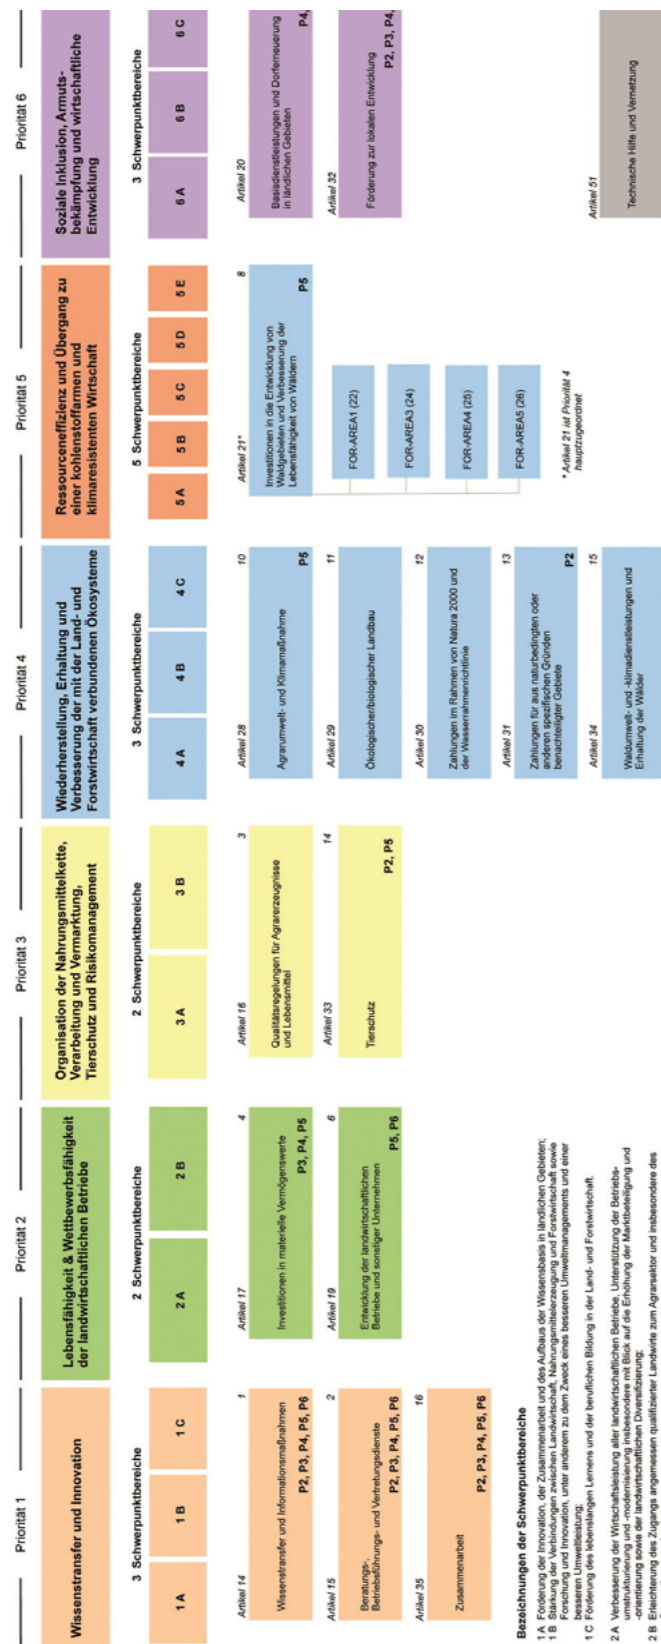 Priorität 1
Wissenstransfer und Innovation
3 Schwerpunktbereiche
1 A
1 B
1 C
Artikel 14
1
Wissenstransfer und Informationsmaßnahmen
P2, P3, P4, P5, P6
Artikel 15
2
Beratungs-,
Betriebsführungs- und Vertretungsdienste
P2, P3, P4, P5, P6
Artikel 35
16
Zusammenarbeit
P2, P3, P4, P5, P6
Priorität 2
Lebensfähigkeit & Wettbewerbsfähigkeit
der landwirtschaftlichen Betriebe
2 Schwerpunktbereiche
2 A
2 B
Artikel 17
4
Investitionen in materielle Vermögenswerte
P3, P4, P5
Artikel 19
6
Entwicklung der landwirtschaftlichen
Betriebe und sonstiger Unternehmen
P5, P6
Priorität 3
Organisation der Nahrungsmittelkette,
Verarbeitung und Vermarktung,
Tierschutz und Risikomanagement
2 Schwerpunktbereiche
3 A
3 B
Artikel 16
3
Qualitätsregelungen für Agrarerzeugnisse
und Lebensmittel
Artikel 33
14
Tierschutz
P2, P5
Priorität 4
Wiederherstellung, Erhaltung und
Verbesserung der mit der Land- und
Forstwirtschaft verbundenen Ökosysteme
3 Schwerpunktbereiche
4 A
4 B
4 C
Artikel 28
10
Agrarumwelt- und Klimamaßnahme
P5
Artikel 29
11
Ökologischer/biologischer Landbau
Artikel 30
12
Zahlungen im Rahmen von Natura 2000 und
der Wasserrahmenrichtlinie
Artikel 31
13
Zahlungen für aus naturbedingten oder
anderen spezifischen Gründen
benachteiligter Gebiete
P2
Artikel 34
15
Waldumwelt- und -klimadienstleistungen und
Erhaltung der Wälder
Priorität 5
Ressourceneffizienz und Übergang zu
einer kohlenstoffarmen und
klimaresistenten Wirtschaft
5 Schwerpunktbereiche
5 A
5 B
5 C
5 D
5 E
Artikel 21*
8
Investitionen in die Entwicklung von
Waldgebieten und Verbesserung der
Lebensfähigkeit von Wäldern
P5
FOR-AREA1 (22)
FOR-AREA3 (24)
FOR-AREA4 (25)
FOR-AREA5 (26)
* Artikel 21 ist Priorität 4
hauptzugeordnet
Priorität 6
Soziale Inklusion, Armuts-
bekämpfung und wirtschaftliche
Entwicklung
3 Schwerpunktbereiche
6 A
6 B
6 C
Artikel 20
Basisdienstleistungen und Dorferneuerung
in ländlichen Gebieten
P4,
Artikel 32
Förderung zur lokalen Entwicklung
P2, P3, P4,
Artikel 51
Technische Hilfe und Vernetzung
Bezeichnungen der Schwerpunktbereiche
1 A Förderung der Innovation, der Zusammenarbeit und des Aufbaus der Wissensbasis in ländlichen Gebieten;
1 B Stärkung der Verbindungen zwischen Landwirtschaft, Nahrungsmittelerzeugung und Forstwirtschaft sowie
Forschung und Innovation, unter anderem zu dem Zweck eines besseren Umweltmanagements und einer
besseren Umweltleistung;
1 C Förderung des lebenslangen Lernens und der beruflichen Bildung in der Land- und Forstwirtschaft.
2 A Verbesserung der Wirtschaftsleistung aller landwirtschaftlichen Betriebe, Unterstützung der Betriebs-
umstrukturierung und -modernisierung insbesondere mit Blick auf die Erhöhung der Marktbeteiligung und
-orientierung sowie der landwirtschaftlichen Diversifizierung;
2 B Erleichterung des Zugangs angemessen qualifizierter Landwirte zum Agrarsektor und insbesondere des